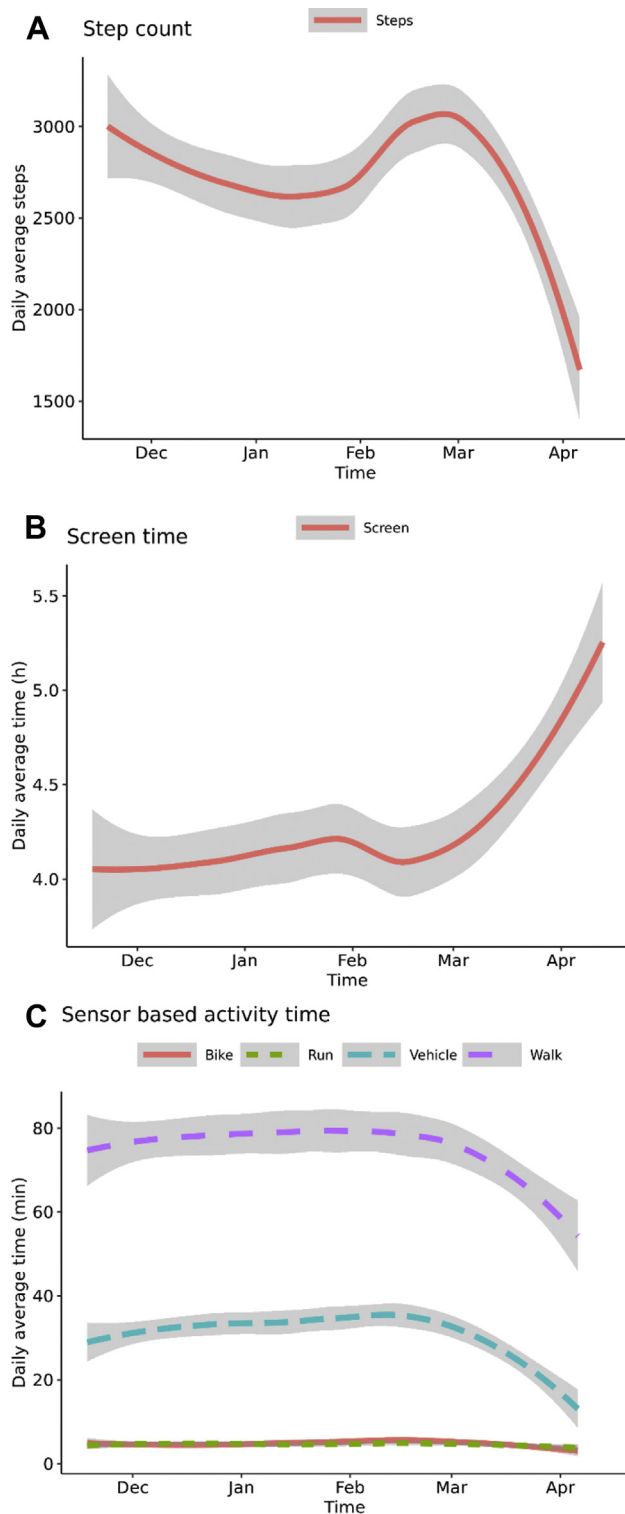 A Step count
Steps
Daily average steps
3000
2500
2000
1500
Dec Jan Feb Mar Apr
Time
B Screen time
Screen
Daily average time (h)
5.5
5.0
4.5
4.0
Dec Jan Feb Mar Apr
Time
C Sensor based activity time
Bike Run Vehicle Walk
Daily average time (min)
80
60
40
20
0
Dec Jan Feb Mar Apr
Time